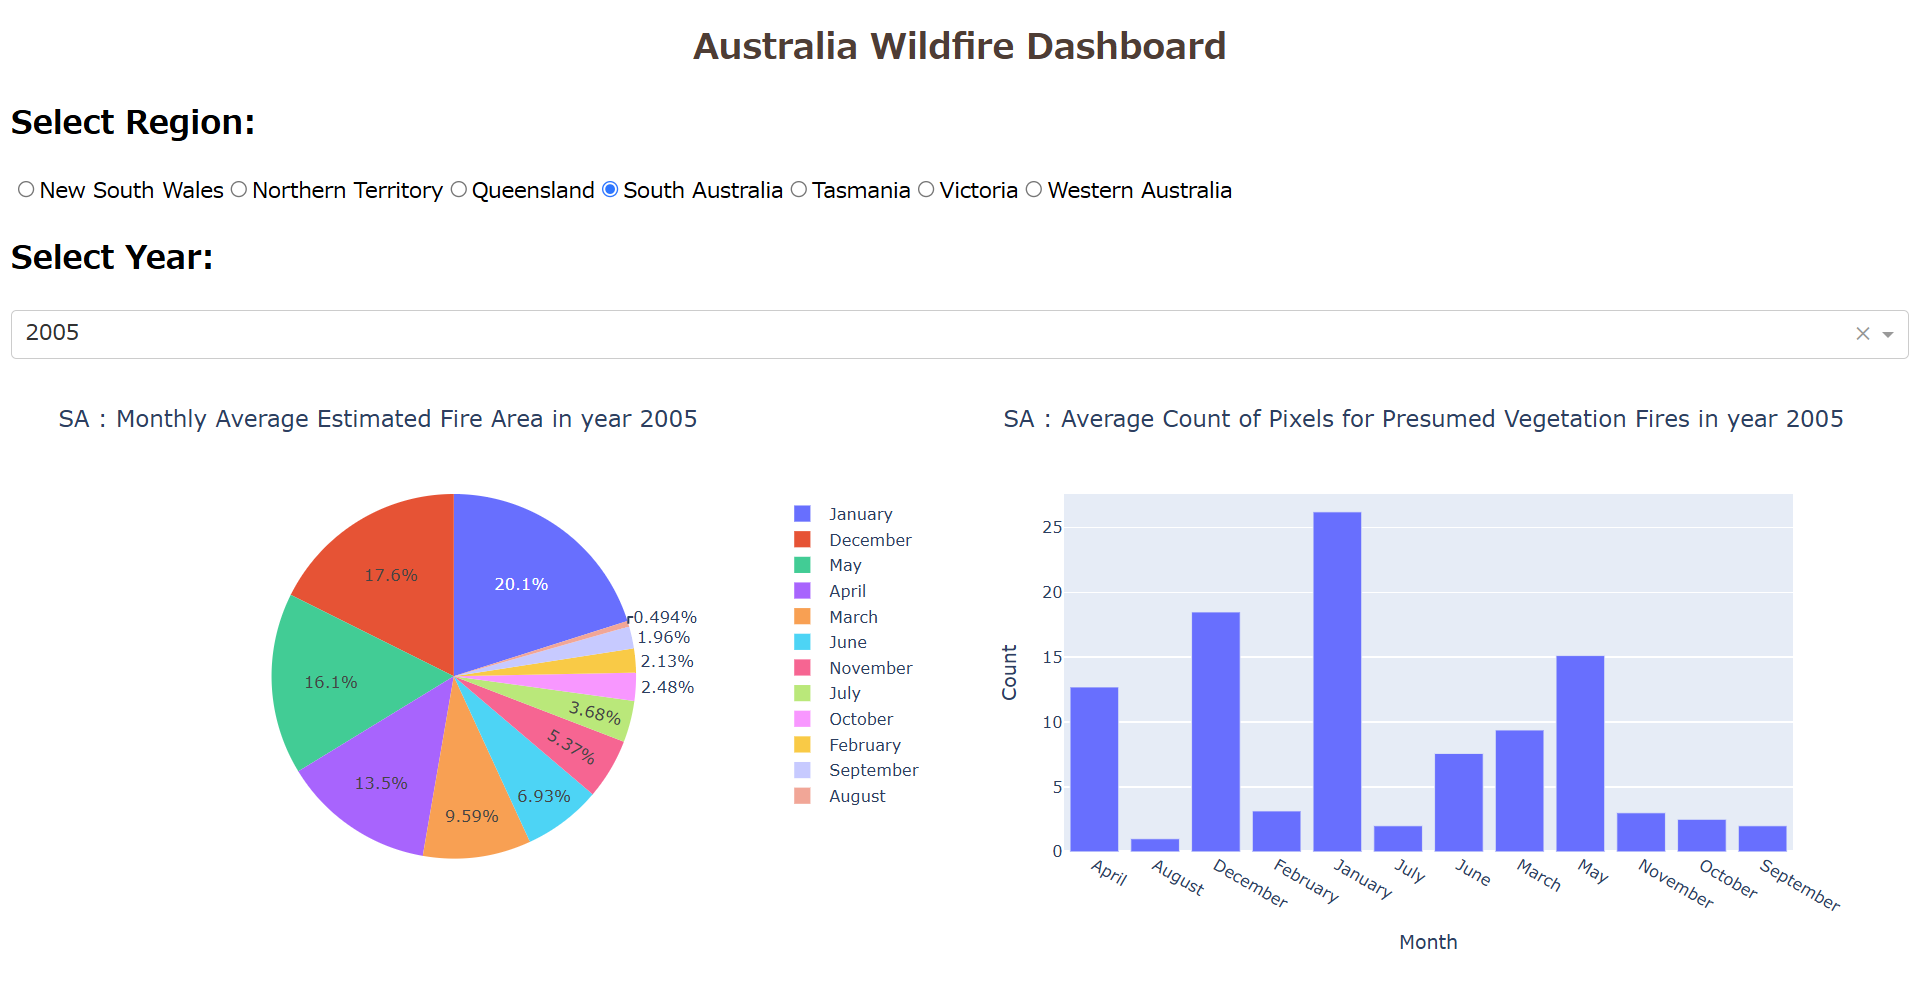 Australia Wildfire Dashboard
Select Region:
New South Wales Northern Territory Queensland South Australia Tasmania Victoria Western Australia
Select Year:
2005
SA : Monthly Average Estimated Fire Area in year 2005
20.1%
0.494%
1.96%
2.13%
2.48%
3.68%
5.37%
6.93%
9.59%
13.5%
16.1%
17.6%
January
December
May
April
March
June
November
July
October
February
September
August
SA : Average Count of Pixels for Presumed Vegetation Fires in year 2005
Count
25
20
15
10
5
0
April August December February January July June March May November October September
Month